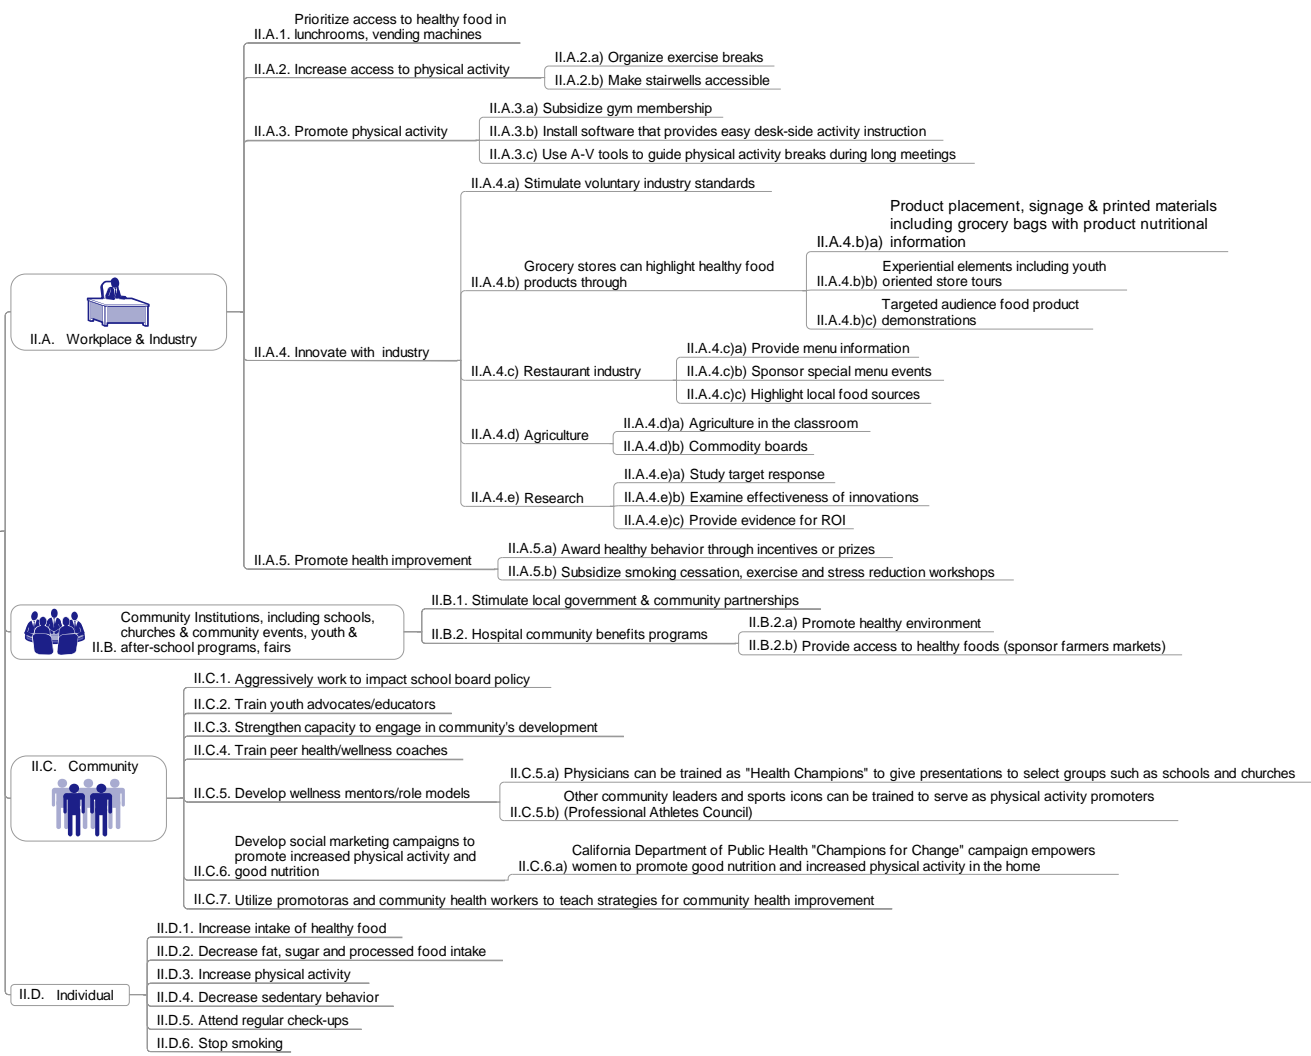 Prioritize access to healthy food in
II.A.1. lunchrooms, vending machines
II.A.2. Increase access to physical activity
II.A.2.a) Organize exercise breaks
II.A.2.b) Make stairwells accessible
II.A.3. Promote physical activity
II.A.3.a) Subsidize gym membership
II.A.3.b) Install software that provides easy desk-side activity instruction
II.A.3.c) Use A-V tools to guide physical activity breaks during long meetings
II.A. Workplace & Industry
II.A.4. Innovate with industry
II.A.4.a) Stimulate voluntary industry standards
Grocery stores can highlight healthy food
II.A.4.b) products through
Product placement, signage & printed materials
including grocery bags with product nutritional
II.A.4.b)a) information
Experiential elements including youth
II.A.4.b)b) oriented store tours
Targeted audience food product
II.A.4.b)c) demonstrations
II.A.4.c) Restaurant industry
II.A.4.c)a) Provide menu information
II.A.4.c)b) Sponsor special menu events
II.A.4.c)c) Highlight local food sources
II.A.4.d) Agriculture
II.A.4.d)a) Agriculture in the classroom
II.A.4.d)b) Commodity boards
II.A.4.e) Research
II.A.4.e)a) Study target response
II.A.4.e)b) Examine effectiveness of innovations
II.A.4.e)c) Provide evidence for ROI
II.A.5. Promote health improvement
II.A.5.a) Award healthy behavior through incentives or prizes
II.A.5.b) Subsidize smoking cessation, exercise and stress reduction workshops
Community Institutions, including schools,
churches & community events, youth &
II.B. after-school programs, fairs
II.B.1. Stimulate local government & community partnerships
II.B.2. Hospital community benefits programs
II.B.2.a) Promote healthy environment
II.B.2.b) Provide access to healthy foods (sponsor farmers markets)
II.C. Community
II.C.1. Aggressively work to impact school board policy
II.C.2. Train youth advocates/educators
II.C.3. Strengthen capacity to engage in community's development
II.C.4. Train peer health/wellness coaches
II.C.5. Develop wellness mentors/role models
II.C.5.a) Physicians can be trained as "Health Champions" to give presentations to select groups such as schools and churches
Other community leaders and sports icons can be trained to serve as physical activity promoters
II.C.5.b) (Professional Athletes Council)
Develop social marketing campaigns to
promote increased physical activity and
II.C.6. good nutrition
California Department of Public Health "Champions for Change" campaign empowers
II.C.6.a) women to promote good nutrition and increased physical activity in the home
II.C.7. Utilize promotoras and community health workers to teach strategies for community health improvement
II.D. Individual
II.D.1. Increase intake of healthy food
II.D.2. Decrease fat, sugar and processed food intake
II.D.3. Increase physical activity
II.D.4. Decrease sedentary behavior
II.D.5. Attend regular check-ups
II.D.6. Stop smoking